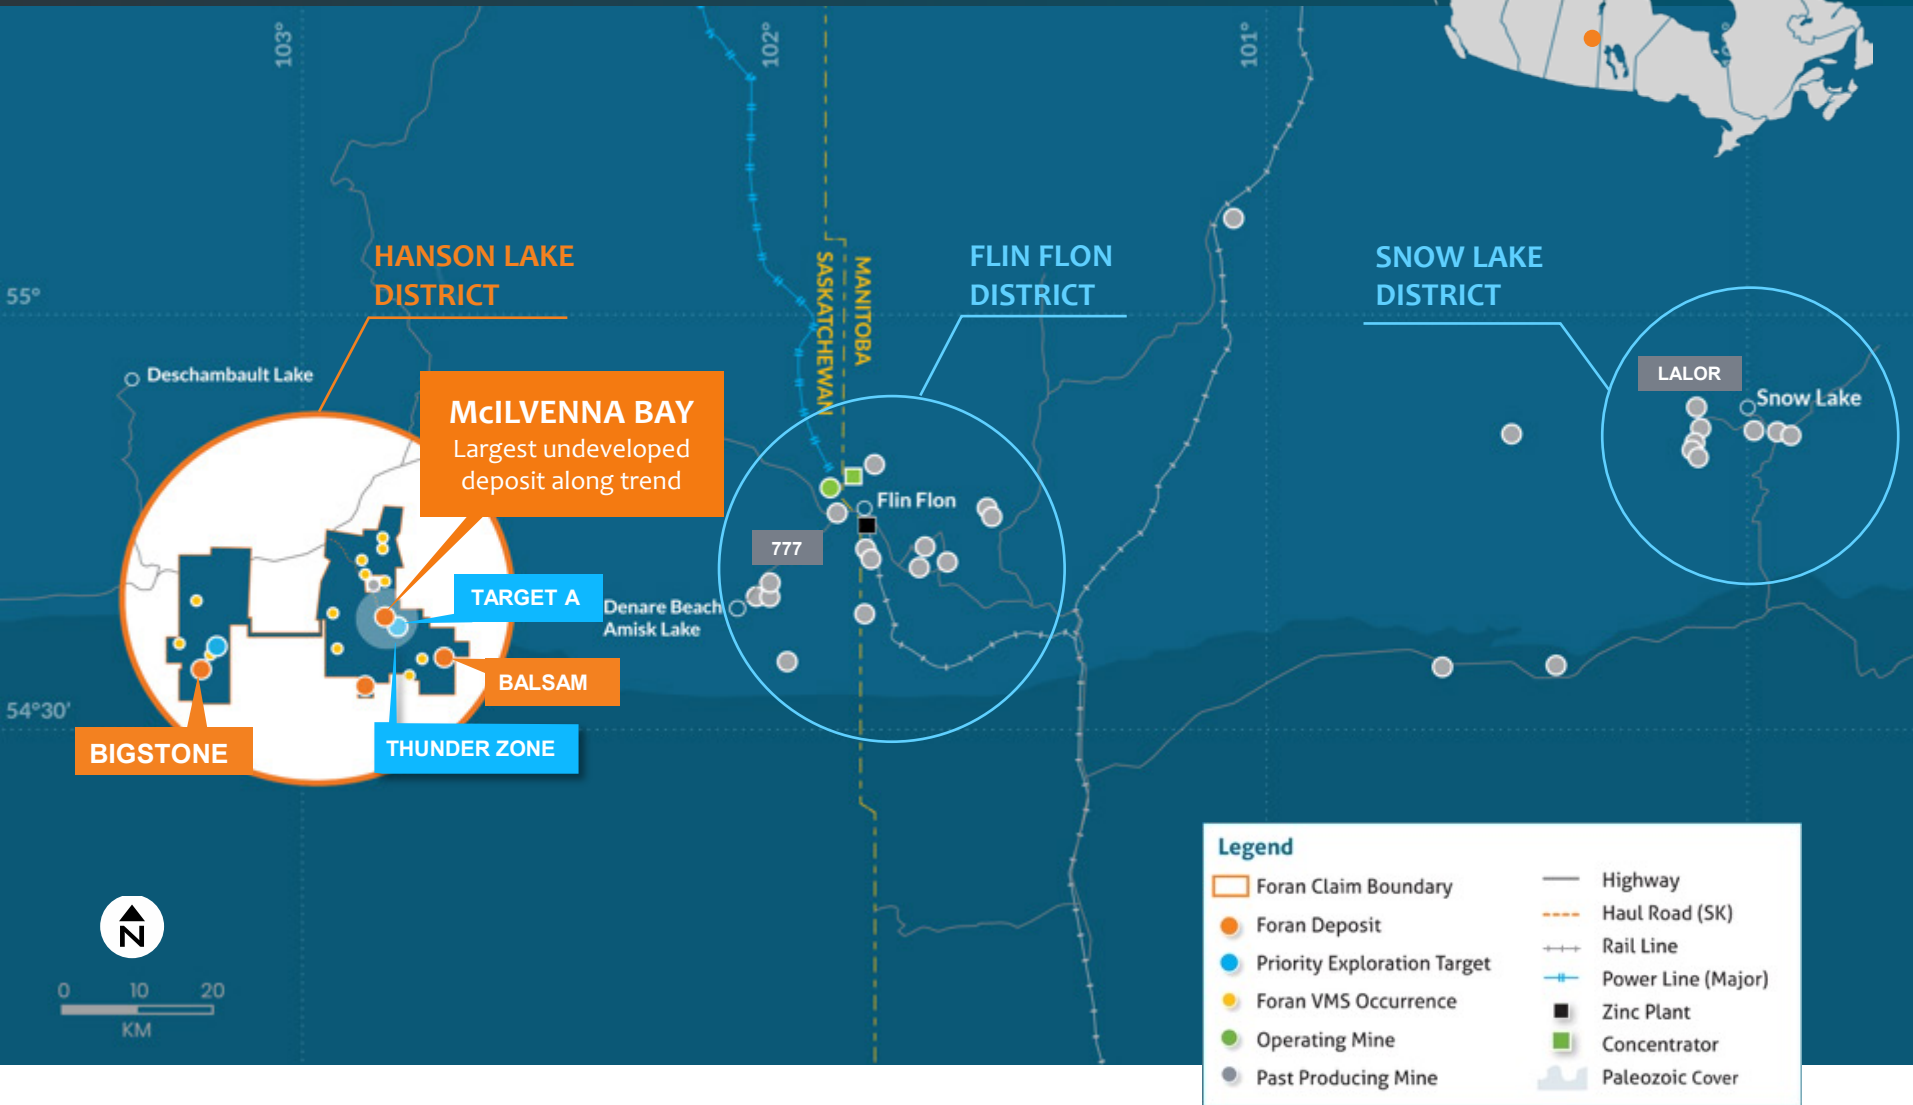 103°
102°
101°
HANSON LAKE
DISTRICT
FLIN FLON
DISTRICT
SNOW LAKE
DISTRICT
MANITOBA
SASKATCHEWAN
55°
Deschambault Lake
McILVENNA BAY
Largest undeveloped
deposit along trend
LALOR
Snow Lake
Flin Flon
777
TARGET A
Denare Beach
Amisk Lake
BALSAM
54°30'
BIGSTONE
THUNDER ZONE
N
0 10 20
KM
Legend
Foran Claim Boundary
Foran Deposit
Priority Exploration Target
Foran VMS Occurrence
Operating Mine
Past Producing Mine
Highway
Haul Road (SK)
Rail Line
Power Line (Major)
Zinc Plant
Concentrator
Paleozoic Cover